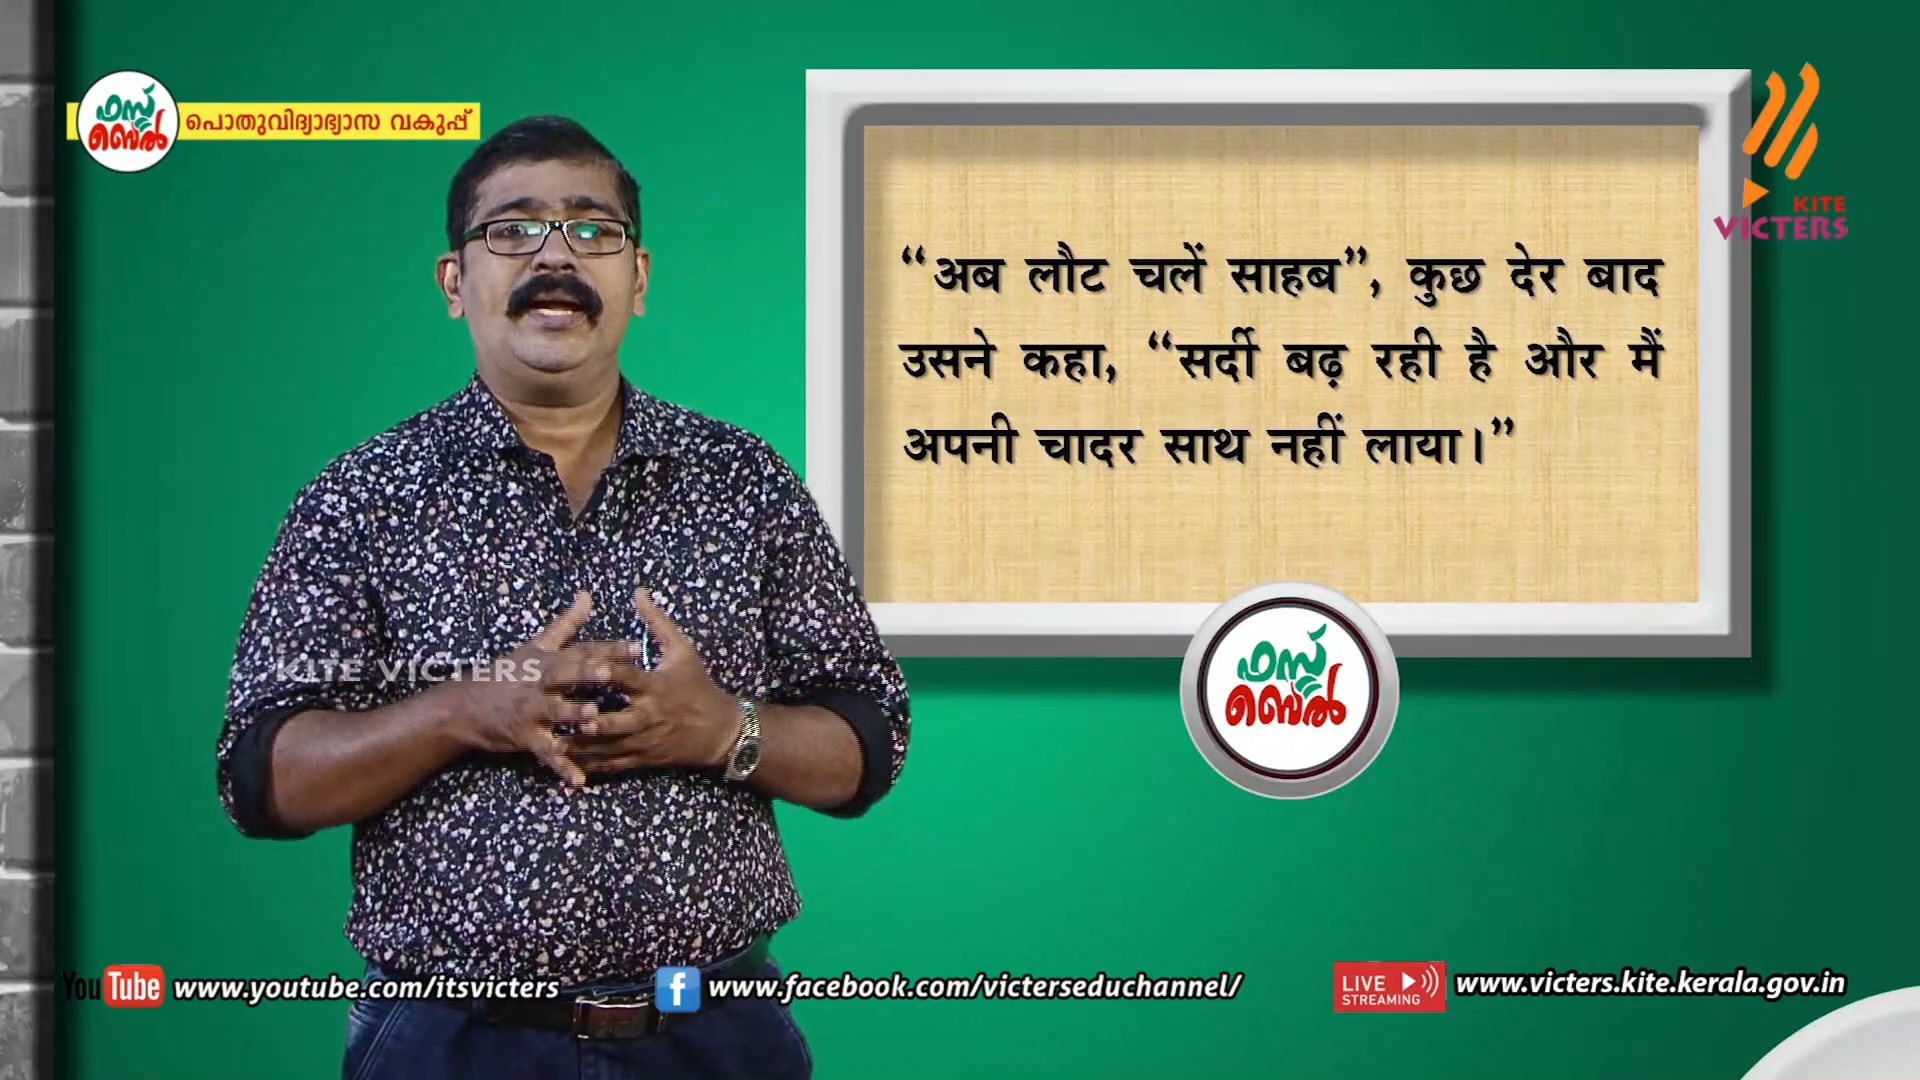 ഫസ്റ്റ്
ബെൽ
പൊതുവിദ്യാഭ്യാസ വകുപ്പ്
KITE
VICTERS
“अब लौट चलें साहब”, कुछ देर बाद
उसने कहा, “सर्दी बढ़ रही है और मैं
अपनी चादर साथ नहीं लाया।”
KITE VICTERS
ഫസ്റ്റ്
ബെൽ
YouTube www.youtube.com/itsvicters
f www.facebook.com/victerseduchannel/
LIVE
STREAMING
www.victers.kite.kerala.gov.in